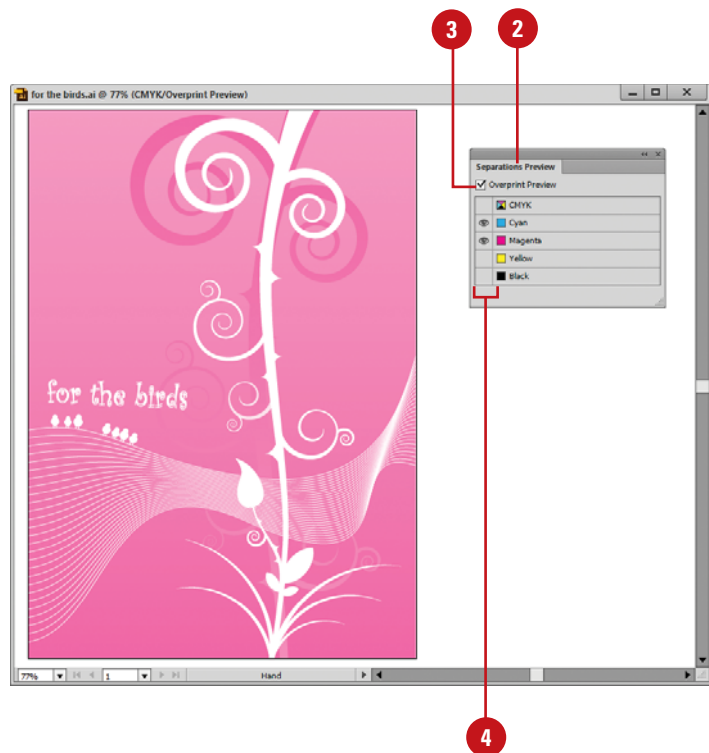 3
2
for the birds.ai @ 77% (CMYK/Overprint Preview)
Separations Preview
Overprint Preview
CMYK
Cyan
Magenta
Yellow
Black
for the birds
77%
1
Hand
4